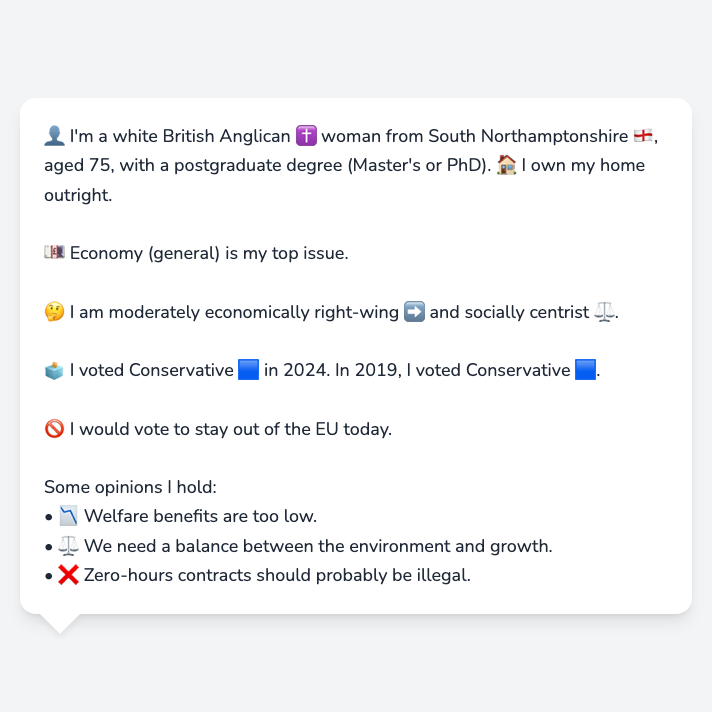 👤 I'm a white British Anglican ✝️ woman from South Northamptonshire 🏴󠁧󠁢󠁥󠁮󠁧󠁿,
aged 75, with a postgraduate degree (Master's or PhD). 🏠 I own my home
outright.
💷 Economy (general) is my top issue.
🤔 I am moderately economically right-wing ➡️ and socially centrist ⚖️.
🗳️ I voted Conservative 🟦 in 2024. In 2019, I voted Conservative 🟦.
🚫 I would vote to stay out of the EU today.
Some opinions I hold:
• 📉 Welfare benefits are too low.
• ⚖️ We need a balance between the environment and growth.
• ❌ Zero-hours contracts should probably be illegal.